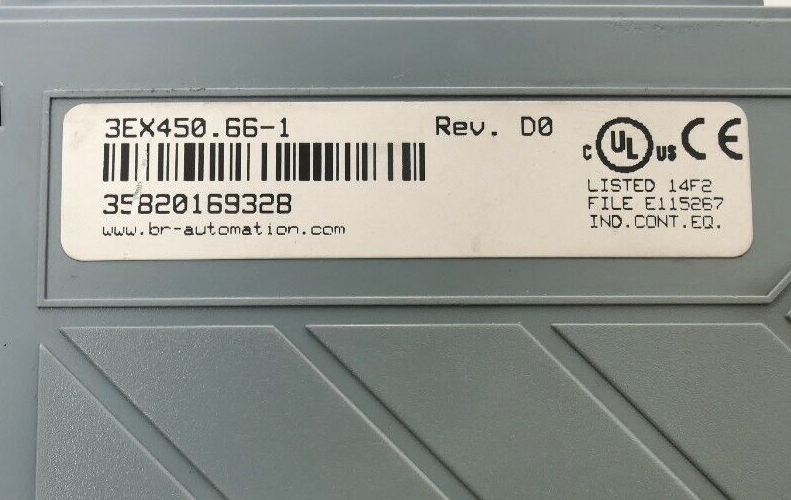 3EX450.66-1 Rev. D0
35820169328
www.br-automation.com
c UL us CE
LISTED 14F2
FILE E115267
IND.CONT.EQ.